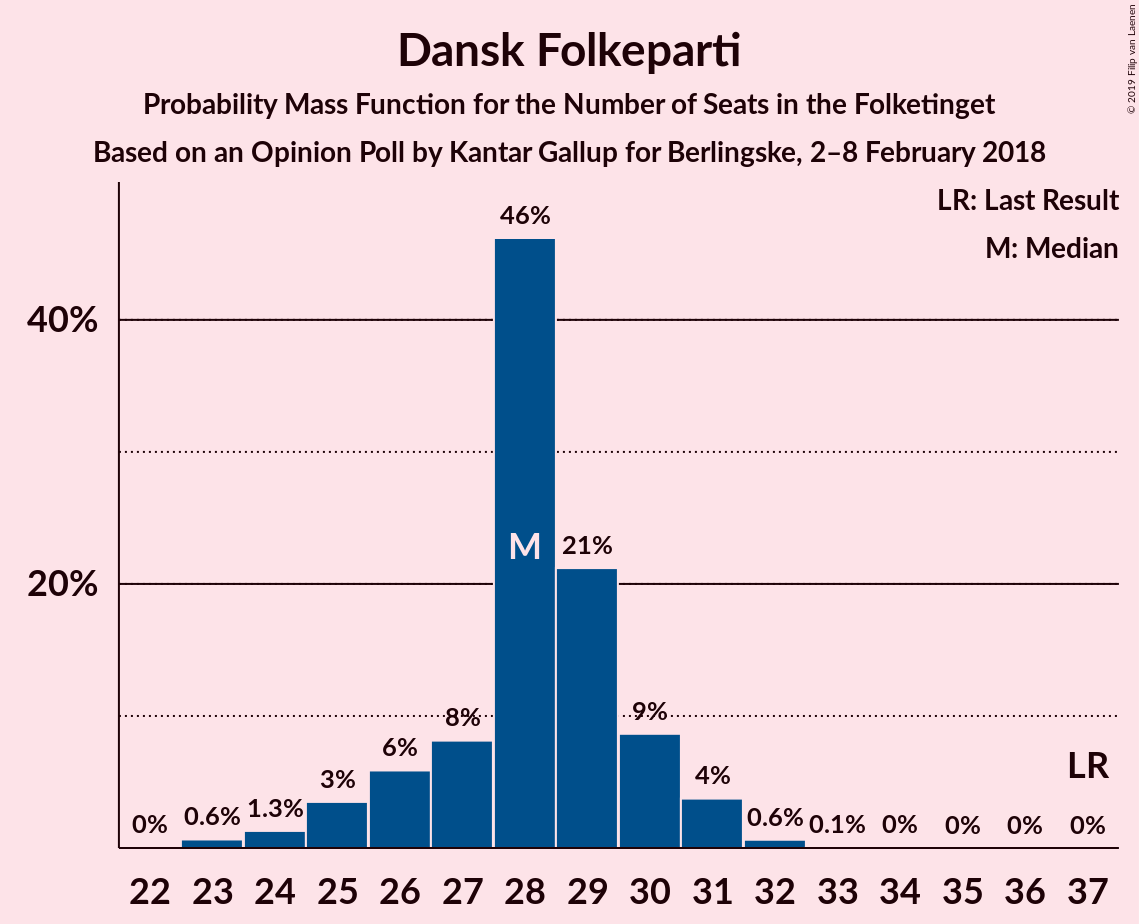 Dansk Folkeparti
Probability Mass Function for the Number of Seats in the Folketinget
Based on an Opinion Poll by Kantar Gallup for Berlingske, 2–8 February 2018
© 2019 Filip van Laenen
LR: Last Result
M: Median
46%
40%
M
21%
20%
9%
8%
6%
LR
4%
3%
1.3%
0.6%
0.6%
0%
0.1%
0%
0%
0%
0%
22 23 24 25 26 27 28 29 30 31 32 33 34 35 36 37